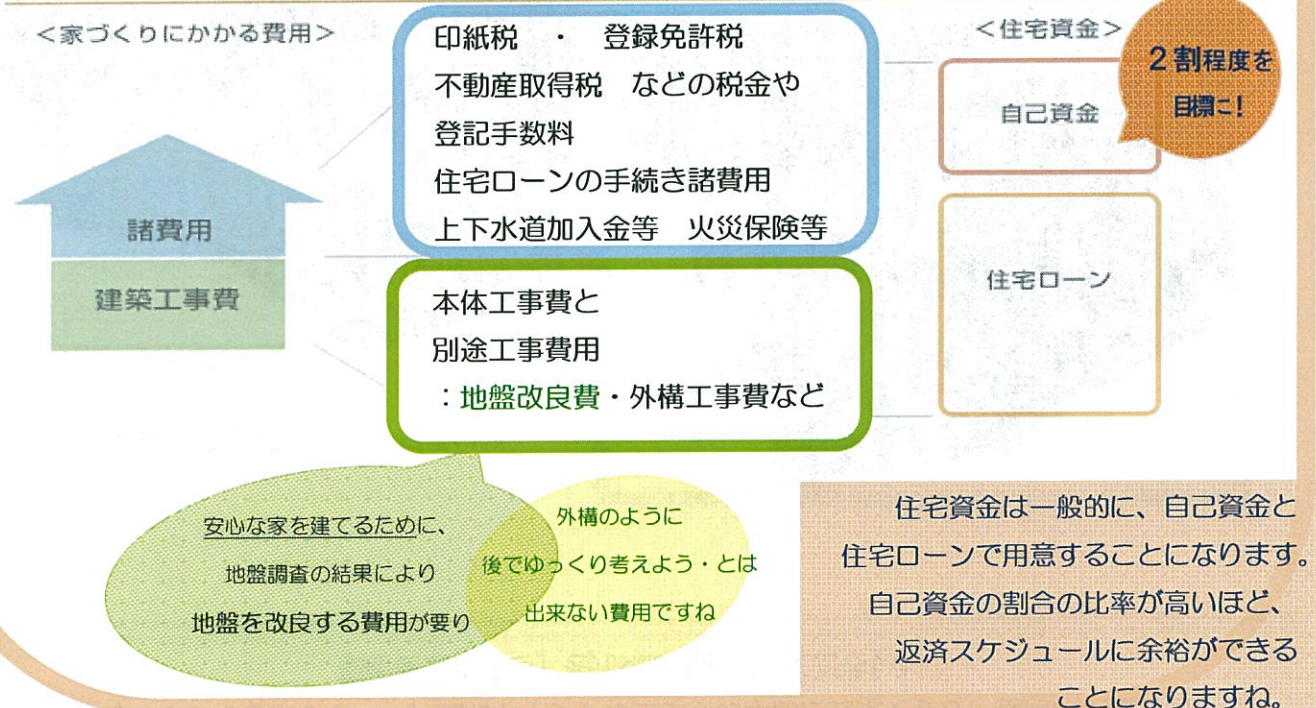 <家づくりにかかる費用>
諸費用
建築工事費
印紙税 ・ 登録免許税
不動産取得税 などの税金や
登記手数料
住宅ローンの手続き諸費用
上下水道加入金等 火災保険等
本体工事費と
別途工事費用
：地盤改良費・外構工事費など
<住宅資金>
2割程度を
目標に！
自己資金
住宅ローン
安心な家を建てるために、
地盤調査の結果により
地盤を改良する費用が要り
外構のように
後でゆっくり考えよう・とは
出来ない費用ですね
住宅資金は一般的に、自己資金と
住宅ローンで用意することになります。
自己資金の割合の比率が高いほど、
返済スケジュールに余裕ができる
ことになりますね。